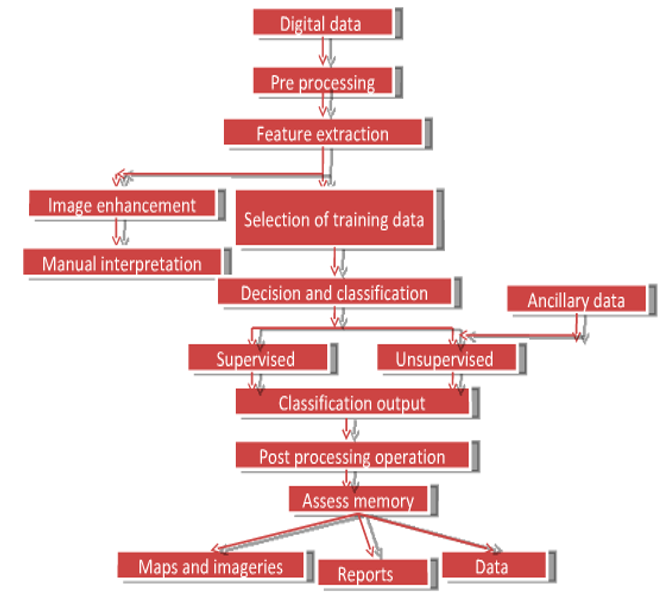 Digital data
Pre processing
Feature extraction
Image enhancement
Selection of training data
Manual interpretation
Decision and classification
Ancillary data
Supervised
Unsupervised
Classification output
Post processing operation
Assess memory
Maps and imageries
Reports
Data